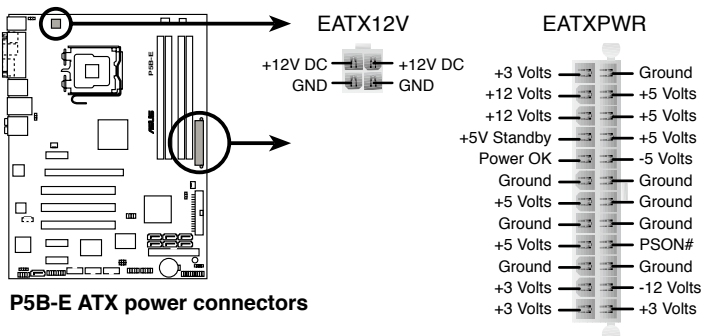 EATX12V
+12V DC +12V DC
GND GND
EATXPWR
+3 Volts Ground
+12 Volts +5 Volts
+12 Volts +5 Volts
+5V Standby +5 Volts
Power OK -5 Volts
Ground Ground
+5 Volts Ground
Ground Ground
+5 Volts PSON#
Ground Ground
+3 Volts -12 Volts
+3 Volts +3 Volts
P5B-E
ASUS
P5B-E ATX power connectors